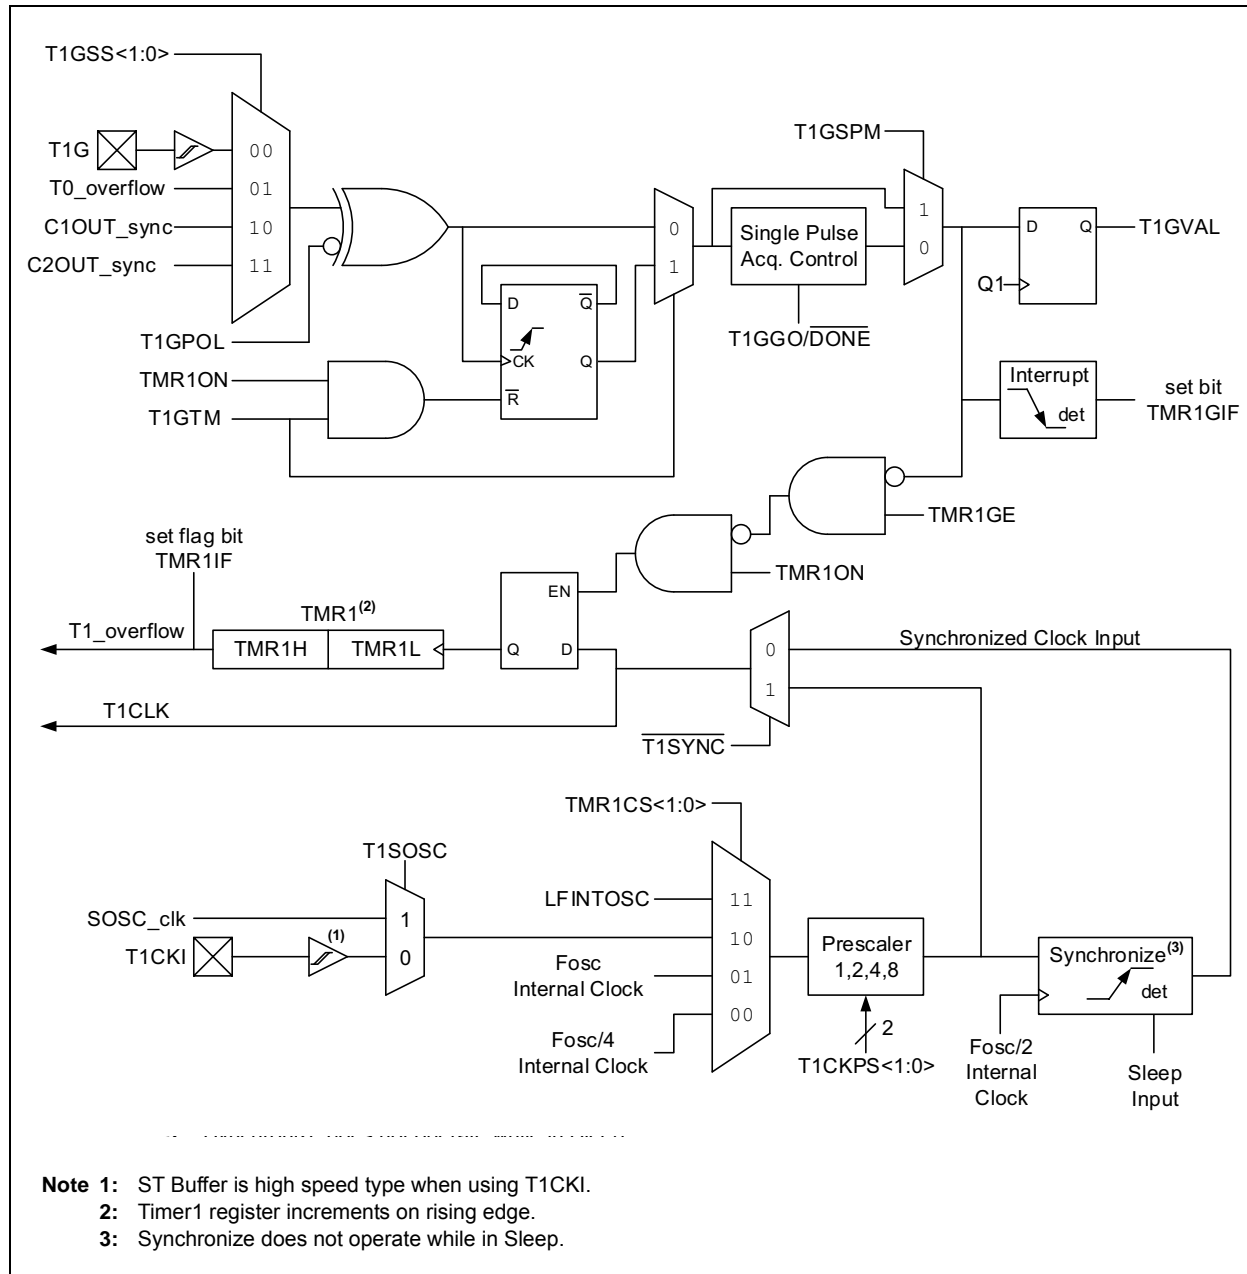 T1GSS<1:0>
T1G
00
T0_overflow
01
C1OUT_sync
10
C2OUT_sync
11
T1GPOL
TMR1ON
T1GTM
D
Q
CK
Q
R
0
1
T1GSPM
Single Pulse
Acq. Control
T1GGO/DONE
1
0
D
Q
Q1
T1GVAL
Interrupt
det
set bit
TMR1GIF
TMR1GE
TMR1ON
set flag bit
TMR1IF
TMR1(2)
T1_overflow
TMR1H
TMR1L
EN
Q
D
T1CLK
0
1
Synchronized Clock Input
T1SYNC
TMR1CS<1:0>
T1SOSC
SOSC_clk
1
T1CKI
(1)
0
LFINTOSC
11
10
Fosc
Internal Clock
01
00
Fosc/4
Internal Clock
Prescaler
1,2,4,8
2
T1CKPS<1:0>
Synchronize(3)
det
Fosc/2
Internal
Clock
Sleep
Input
Note 1: ST Buffer is high speed type when using T1CKI.
2: Timer1 register increments on rising edge.
3: Synchronize does not operate while in Sleep.